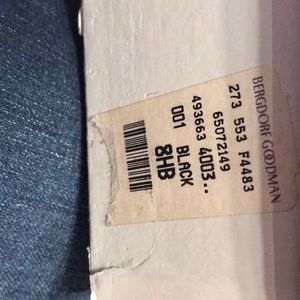 BERGDORF GOODMAN
273 553 F4483
65072149
493663 4003..
001 BLACK
8HB